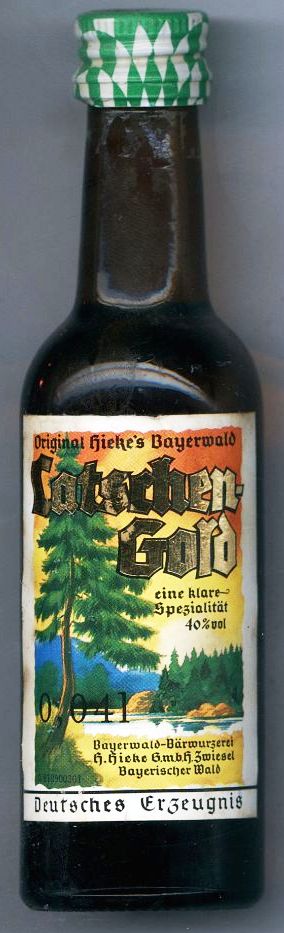 Original Hieke's Bayerwald
Latschen-
Gold
eine klare
Spezialität
40% vol
0,04l
Bayerwald-Bärwurzerei
H. Hieke G.m.b.H. Zwiesel
Bayerischer Wald
Deutsches Erzeugnis